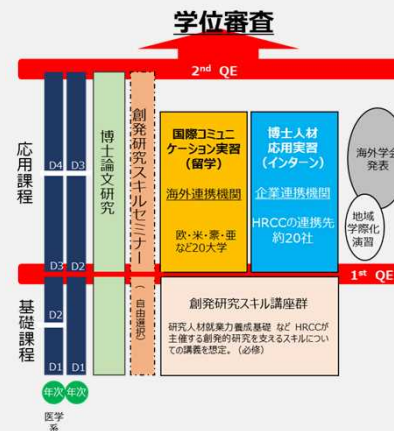 学位審査
2nd QE
応用課程
D4
D3
D3
D2
博士論文研究
創発研究スキルセミナー
(自由選択)
国際コミュニ
ケーション実習
(留学)
海外連携機関
欧・米・豪・亜
など20大学
博士人材
応用実習
(インターン)
企業連携機関
HRCCの連携先
約20社
海外学会
発表
地域
学際化
演習
1st QE
基礎課程
D2
D1
D1
創発研究スキル講座群
研究人材就業力養成基礎 など HRCCが
主催する創発的研究を支えるスキルについ
ての講義を想定。(必修)
年次
年次
医学
系